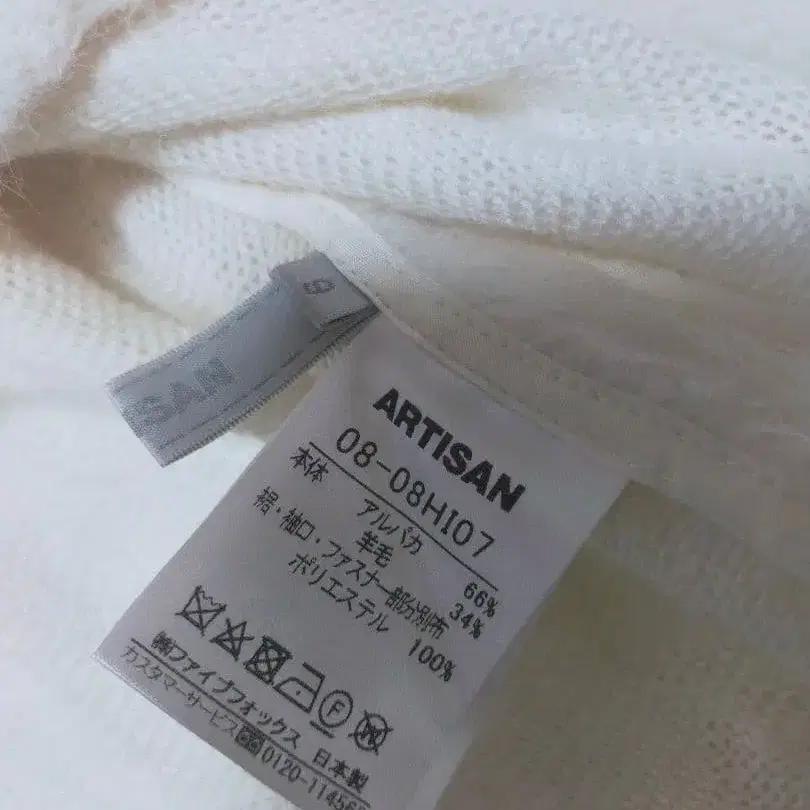 9
SAN
ARTISAN
08-08HI07
本体 アルパカ 66%
羊毛 34%
裾・袖口・ファスナー部分別布
ポリエステル 100%
F
W
㈱ファイブフォックス 日本製
カスタマーサービス 0120-114563